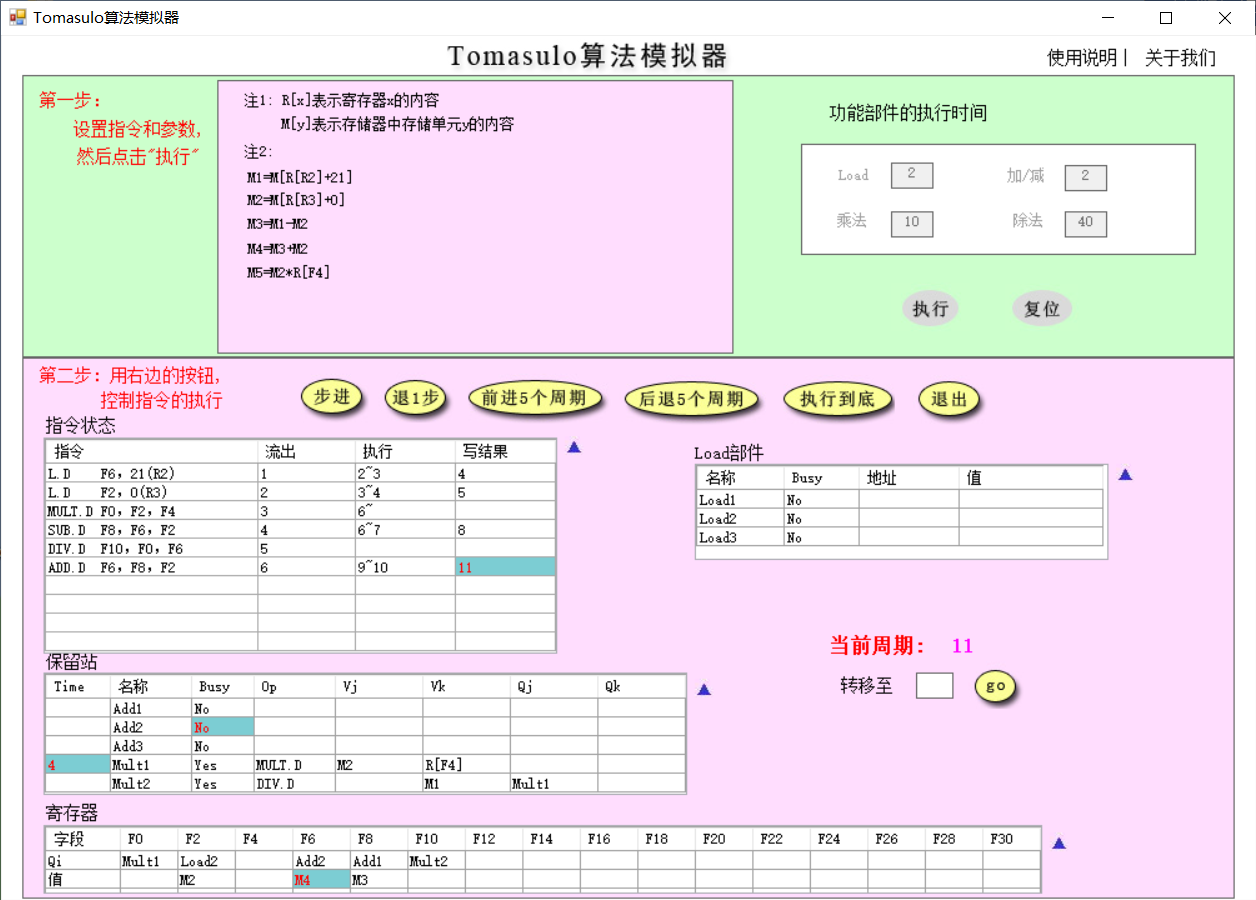 Tomasulo算法模拟器
Tomasulo算法模拟器
使用说明 | 关于我们
第一步：
设置指令和参数，
然后点击"执行"
注1: R[x]表示寄存器x的内容
M[y]表示存储器中存储单元y的内容
注2:
M1=M[R[R2]+21]
M2=M[R[R3]+0]
M3=M1-M2
M4=M3+M2
M5=M2*R[F4]
功能部件的执行时间
Load 2 加/减 2
乘法 10 除法 40
执行 复位
第二步：用右边的按钮，
控制指令的执行
步进 退1步 前进5个周期 后退5个周期 执行到底 退出
指令状态
指令 流出 执行 写结果
L.D F6, 21(R2) 1 2~3 4
L.D F2, 0(R3) 2 3~4 5
MULT.D F0, F2, F4 3 6~
SUB.D F8, F6, F2 4 6~7 8
DIV.D F10, F0, F6 5
ADD.D F6, F8, F2 6 9~10 11
Load部件
名称 Busy 地址 值
Load1 No
Load2 No
Load3 No
当前周期： 11
转移至 go
保留站
Time 名称 Busy Op Vj Vk Qj Qk
Add1 No
Add2 No
Add3 No
4 Mult1 Yes MULT.D M2 R[F4]
Mult2 Yes DIV.D M1 Mult1
寄存器
字段 F0 F2 F4 F6 F8 F10 F12 F14 F16 F18 F20 F22 F24 F26 F28 F30
Qi Mult1 Load2 Add2 Add1 Mult2
值 M2 M4 M3